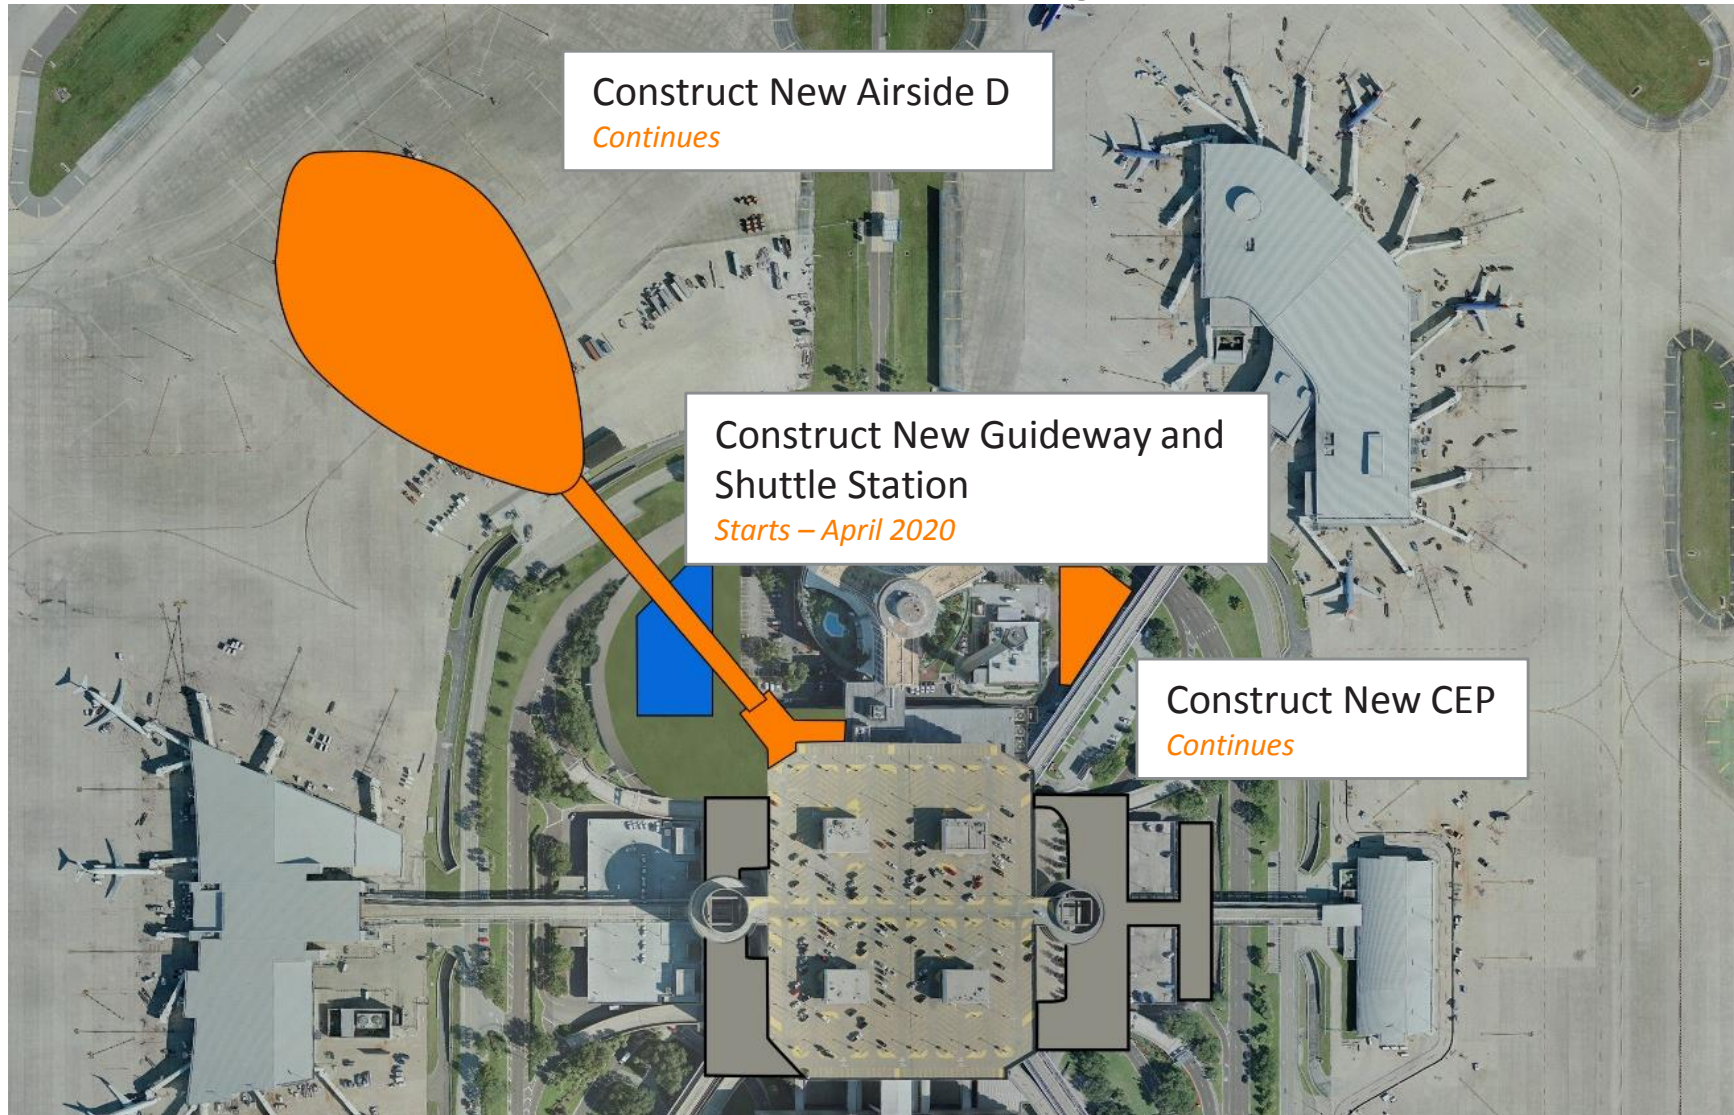 Construct New Airside D
Continues
Construct New Guideway and
Shuttle Station
Starts – April 2020
Construct New CEP
Continues